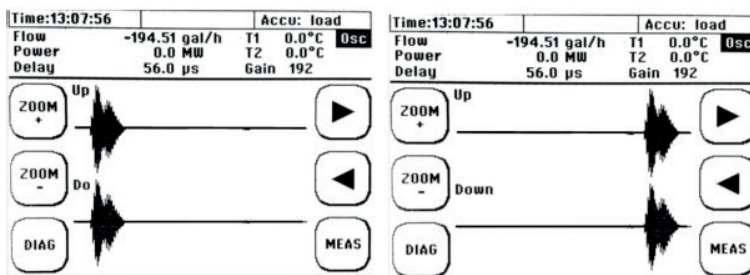 Time:13:07:56 Accu: load
Flow -194.51 gal/h T1 0.0°C Osc
Power 0.0 MW T2 0.0°C
Delay 56.0 µs Gain 192
Up
ZOOM
+
ZOOM
-
Do
DIAG
MEAS
Time:13:07:56 Accu: load
Flow -194.51 gal/h T1 0.0°C Osc
Power 0.0 MW T2 0.0°C
Delay 56.0 µs Gain 192
Up
ZOOM
+
ZOOM
-
Down
DIAG
MEAS